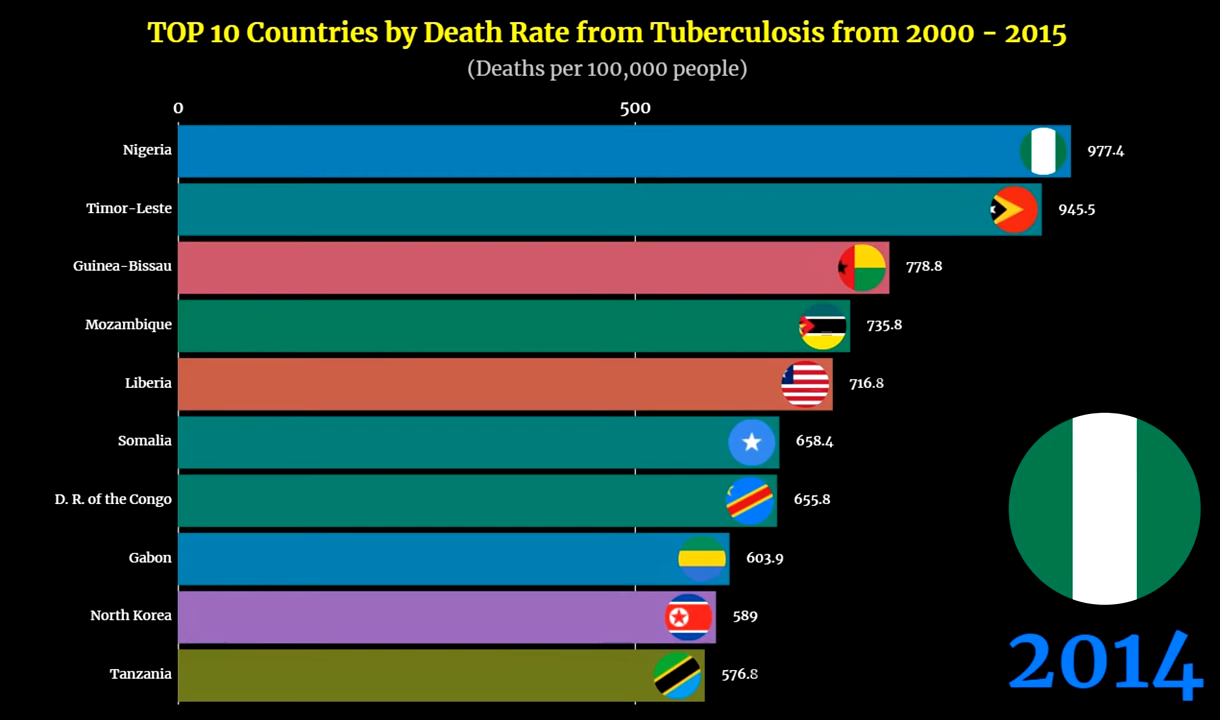 TOP 10 Countries by Death Rate from Tuberculosis from 2000 - 2015
(Deaths per 100,000 people)
0 500
Nigeria 977.4
Timor-Leste 945.5
Guinea-Bissau 778.8
Mozambique 735.8
Liberia 716.8
Somalia 658.4
D. R. of the Congo 655.8
Gabon 603.9
North Korea 589
Tanzania 576.8
2014